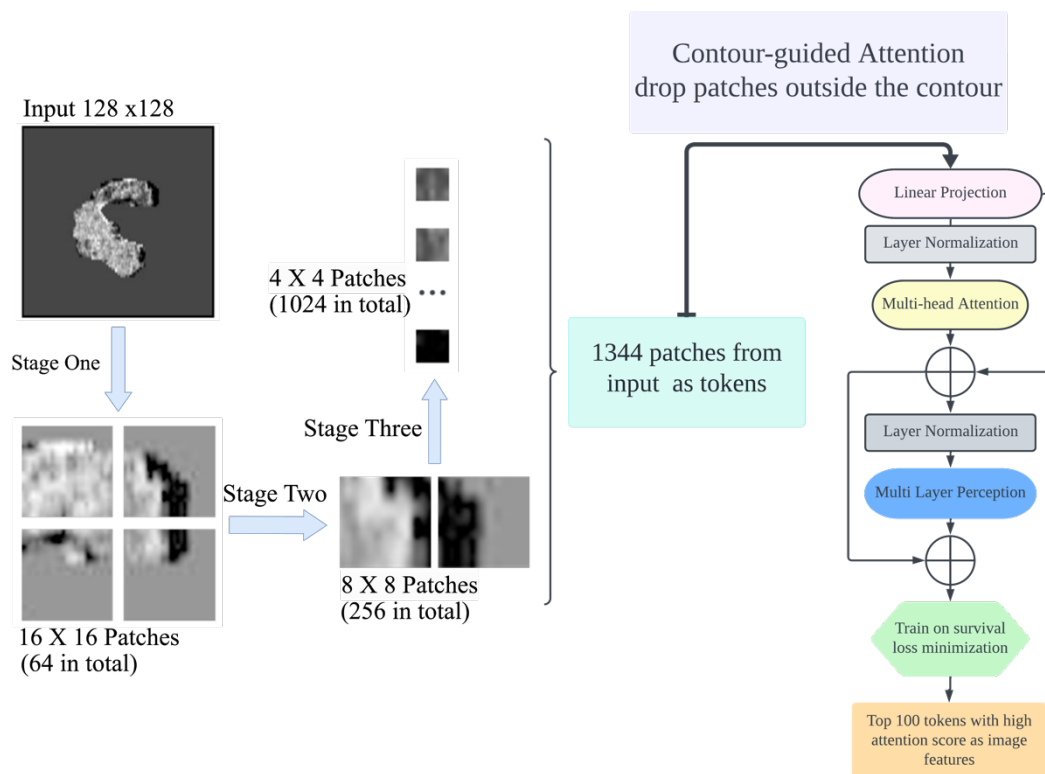 Input 128 x128
Stage One
16 X 16 Patches
(64 in total)
Stage Two
8 X 8 Patches
(256 in total)
Stage Three
4 X 4 Patches
(1024 in total)
1344 patches from
input as tokens
Contour-guided Attention
drop patches outside the contour
Linear Projection
Layer Normalization
Multi-head Attention
Layer Normalization
Multi Layer Perception
Train on survival
loss minimization
Top 100 tokens with high
attention score as image
features